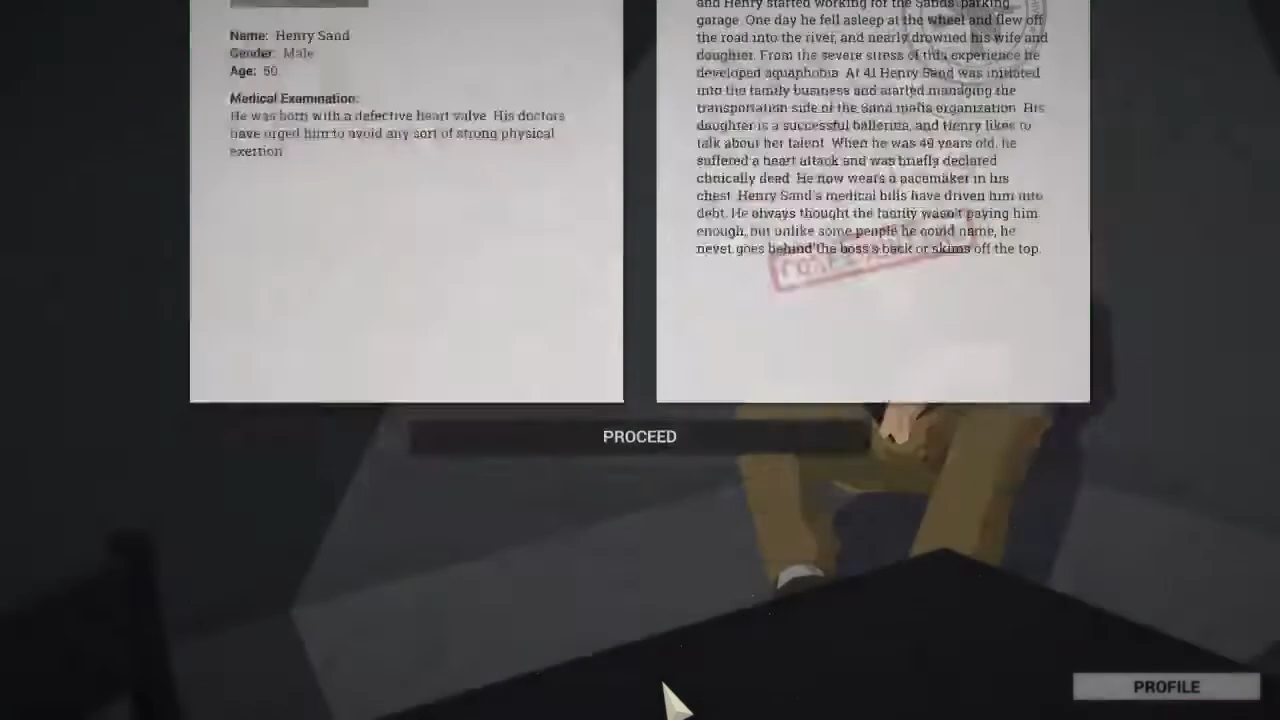 Name: Henry Sand
Gender: Male
Age: 50
Medical Examination:
He was born with a defective heart valve. His doctors
have urged him to avoid any sort of strong physical
exertion
and Henry started working for the Sands' parking
garage. One day he fell asleep at the wheel and flew off
the road into the river, and nearly drowned his wife and
daughter. From the severe stress of this experience he
developed aquaphobia. At 41 Henry Sand was initiated
into the family business and started managing the
transportation side of the Sand mafia organization. His
daughter is a successful ballerina, and Henry likes to
talk about her talent. When he was 49 years old, he
suffered a heart attack and was briefly declared
clinically dead. He now wears a pacemaker in his
chest. Henry Sand's medical bills have driven him into
debt. He always thought the family wasn't paying him
enough, but unlike some people he could name, he
never goes behind the boss's back or skims off the top.
PROCEED
PROFILE